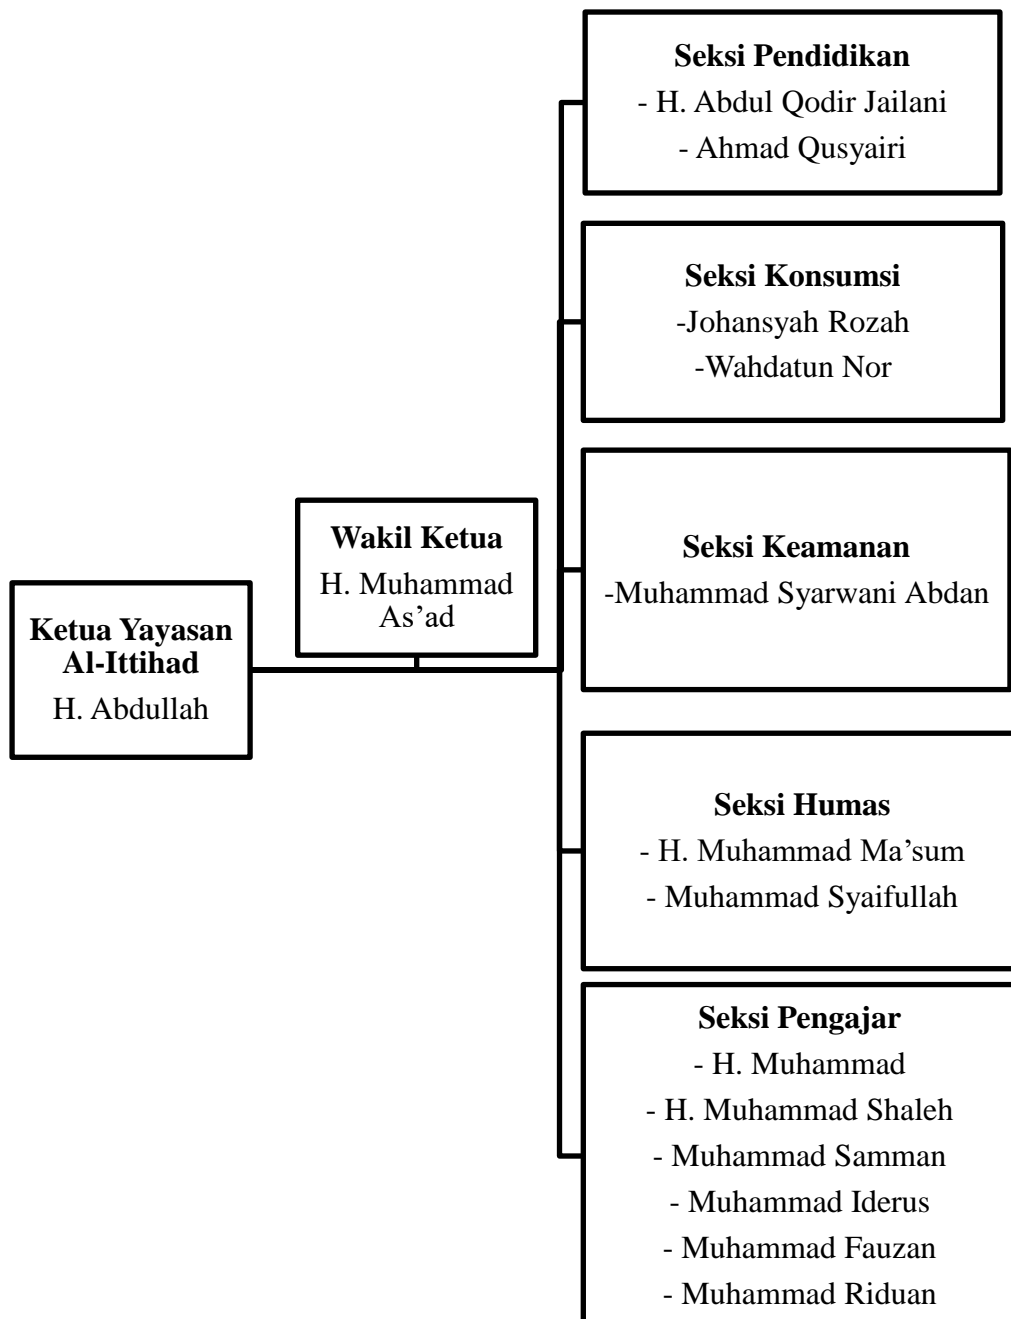 Seksi Pendidikan
- H. Abdul Qodir Jailani
- Ahmad Qusyairi
Seksi Konsumsi
-Johansyah Rozah
-Wahdatun Nor
Seksi Keamanan
-Muhammad Syarwani Abdan
Wakil Ketua
H. Muhammad
As’ad
Ketua Yayasan
Al-Ittihad
H. Abdullah
Seksi Humas
- H. Muhammad Ma’sum
- Muhammad Syaifullah
Seksi Pengajar
- H. Muhammad
- H. Muhammad Shaleh
- Muhammad Samman
- Muhammad Iderus
- Muhammad Fauzan
- Muhammad Riduan